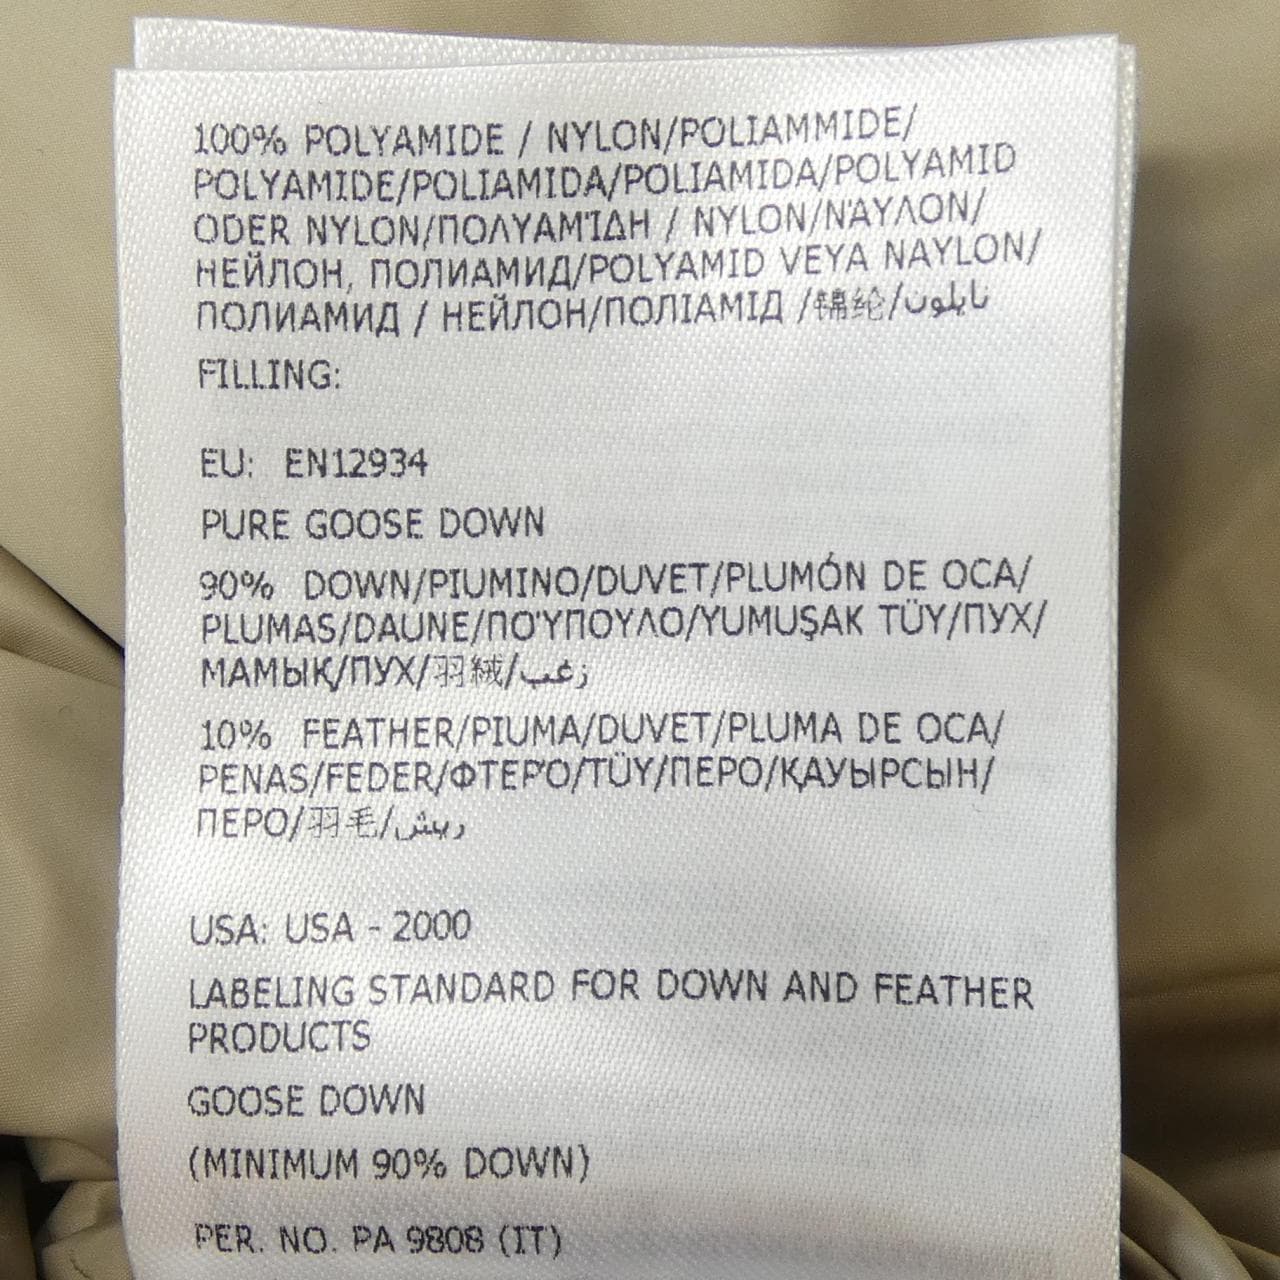 100% POLYAMIDE / NYLON/POLIAMMIDE/
POLYAMIDE/POLIAMIDA/POLIAMIDA/POLYAMID
ODER NYLON/ΠΟΛΥΑΜΊΔΗ / NYLON/ΝΆΥΛΟΝ/
НЕЙЛОН, ПОЛИАМИД/POLYAMID VEYA NAYLON/
ПОЛИАМИД / НЕЙЛОН/ПОЛІАМІД /锦纶/نايلون
FILLING:
EU: EN12934
PURE GOOSE DOWN
90% DOWN/PIUMINO/DUVET/PLUMÓN DE OCA/
PLUMAS/DAUNE/ΠΟΎΠΟΥΛΟ/YUMUŞAK TÜY/ПУХ/
МАМЫҚ/ПУХ/羽絨/زغب
10% FEATHER/PIUMA/DUVET/PLUMA DE OCA/
PENAS/FEDER/ΦΤΕΡΌ/TÜY/ПЕРО/ҚАУЫРСЫН/
ПЕРО/羽毛/ريش
USA: USA - 2000
LABELING STANDARD FOR DOWN AND FEATHER
PRODUCTS
GOOSE DOWN
(MINIMUM 90% DOWN)
PER. NO. PA 9808 (IT)